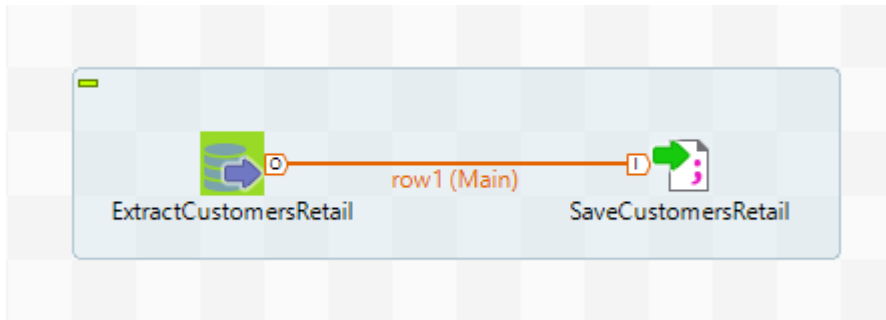 O
I
row1 (Main)
ExtractCustomersRetail
SaveCustomersRetail
;